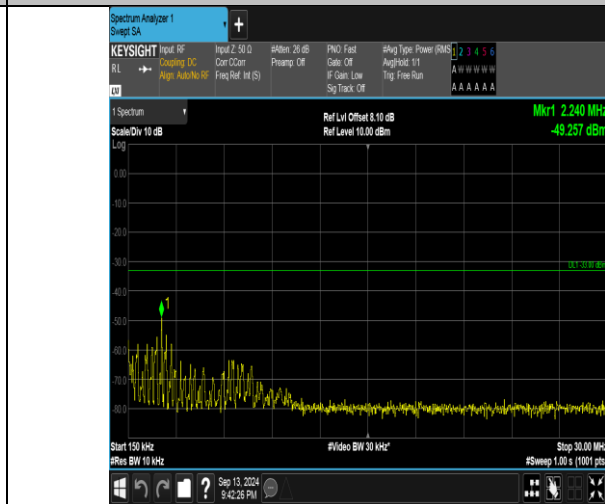 Spectrum Analyzer 1
Swept SA
+
KEYSIGHT Input: RF Input Z: 50 Ω #Atten: 26 dB PNO: Fast #Avg Type: Power (RMS 1 2 3 4 5 6
RL Coupling: DC Corr CCorr Preamp: Off Gate: Off Avg|Hold: 1/1 A W W W W W
Align: Auto/No RF Freq Ref: Int (S) IF Gain: Low Trig: Free Run
Sig Track: Off A A A A A A
LXI
1 Spectrum Ref Lvl Offset 8.10 dB Mkr1 2.240 MHz
Scale/Div 10 dB Ref Level 10.00 dBm -49.257 dBm
Log
0.00
-10.0
-20.0
-30.0
DL1 -33.00 dBm
-40.0
1
-50.0
-60.0
-70.0
-80.0
Start 150 kHz #Video BW 30 kHz* Stop 30.00 MHz
#Res BW 10 kHz #Sweep 1.00 s (1001 pts
? Sep 13, 2024
9:42:26 PM